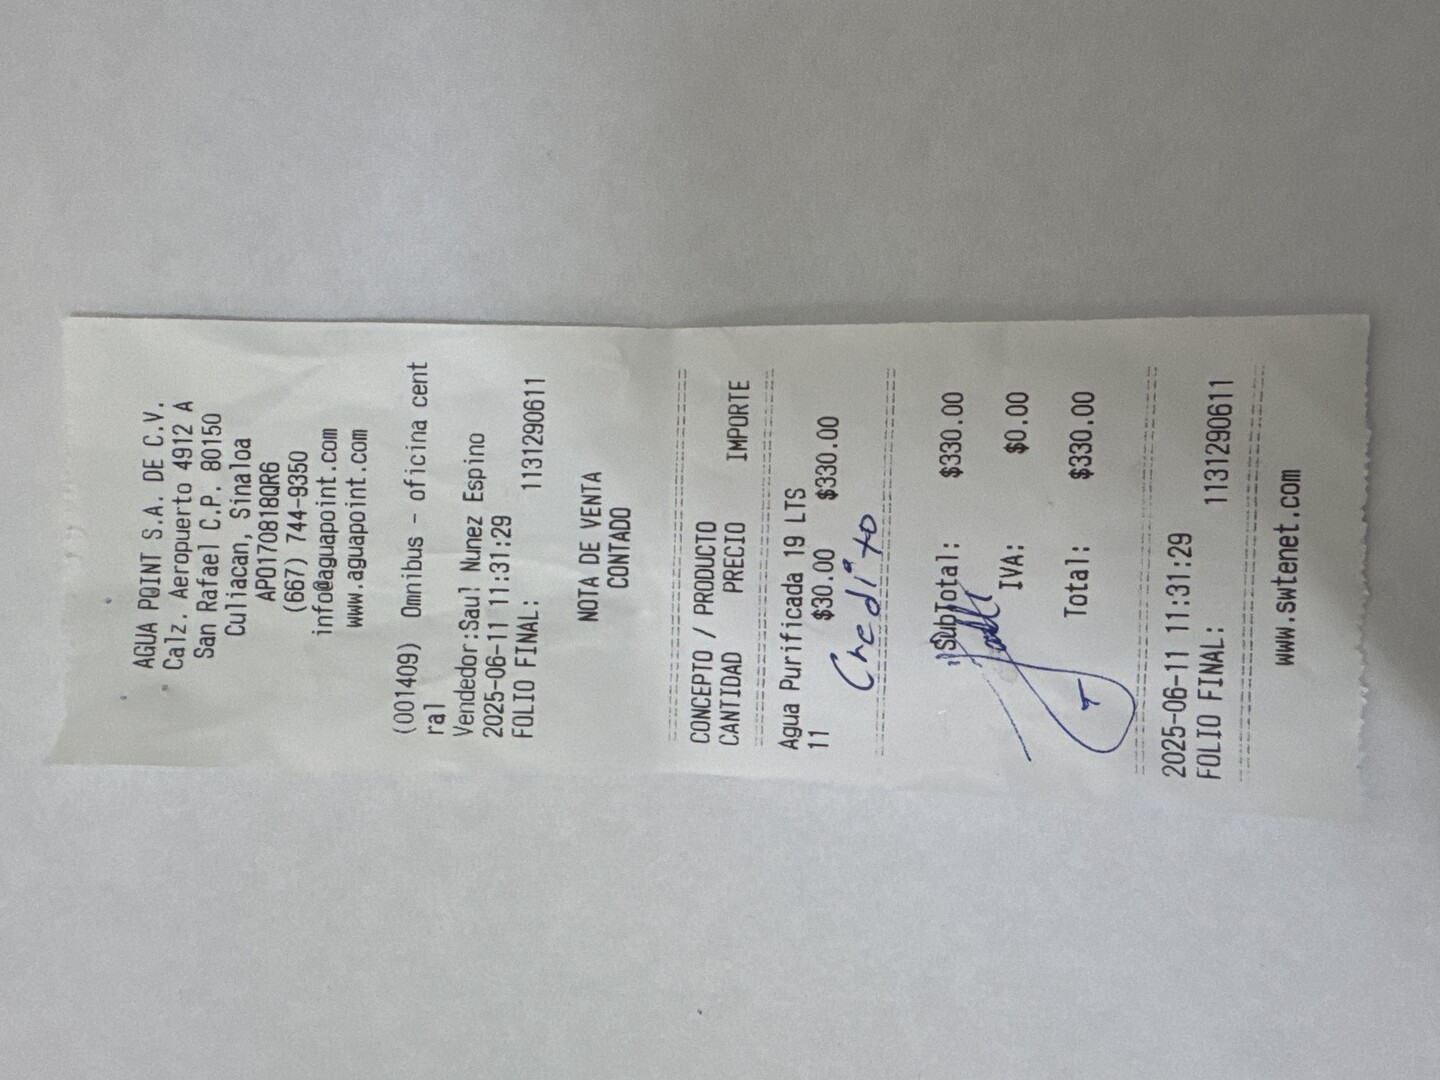 AGUA POINT S.A. DE C.V.
Calz. Aeropuerto 4912 A
San Rafael C.P. 80150
Culiacan, Sinaloa
APO170818QR6
(667) 744-9350
info@aguapoint.com
www.aguapoint.com
(001409) Omnibus - oficina cent
ral
Vendedor:Saul Nunez Espino
2025-06-11 11:31:29
FOLIO FINAL: 1131290611
NOTA DE VENTA
CONTADO
CONCEPTO / PRODUCTO
CANTIDAD PRECIO IMPORTE
Agua Purificada 19 LTS
11 $30.00 $330.00
Credito
SubTotal: $330.00
IVA: $0.00
Total: $330.00
2025-06-11 11:31:29
FOLIO FINAL: 1131290611
www.swtenet.com